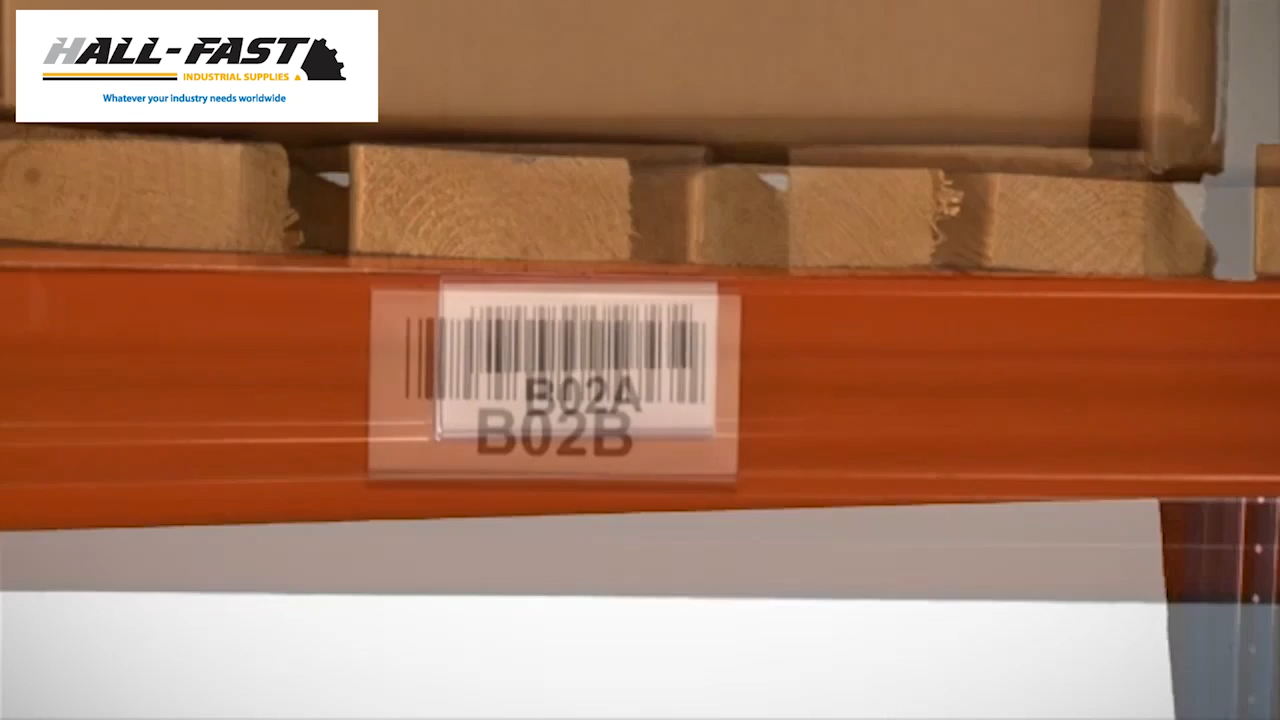 HALL-FAST
INDUSTRIAL SUPPLIES
Whatever your industry needs worldwide
B02A
B02B